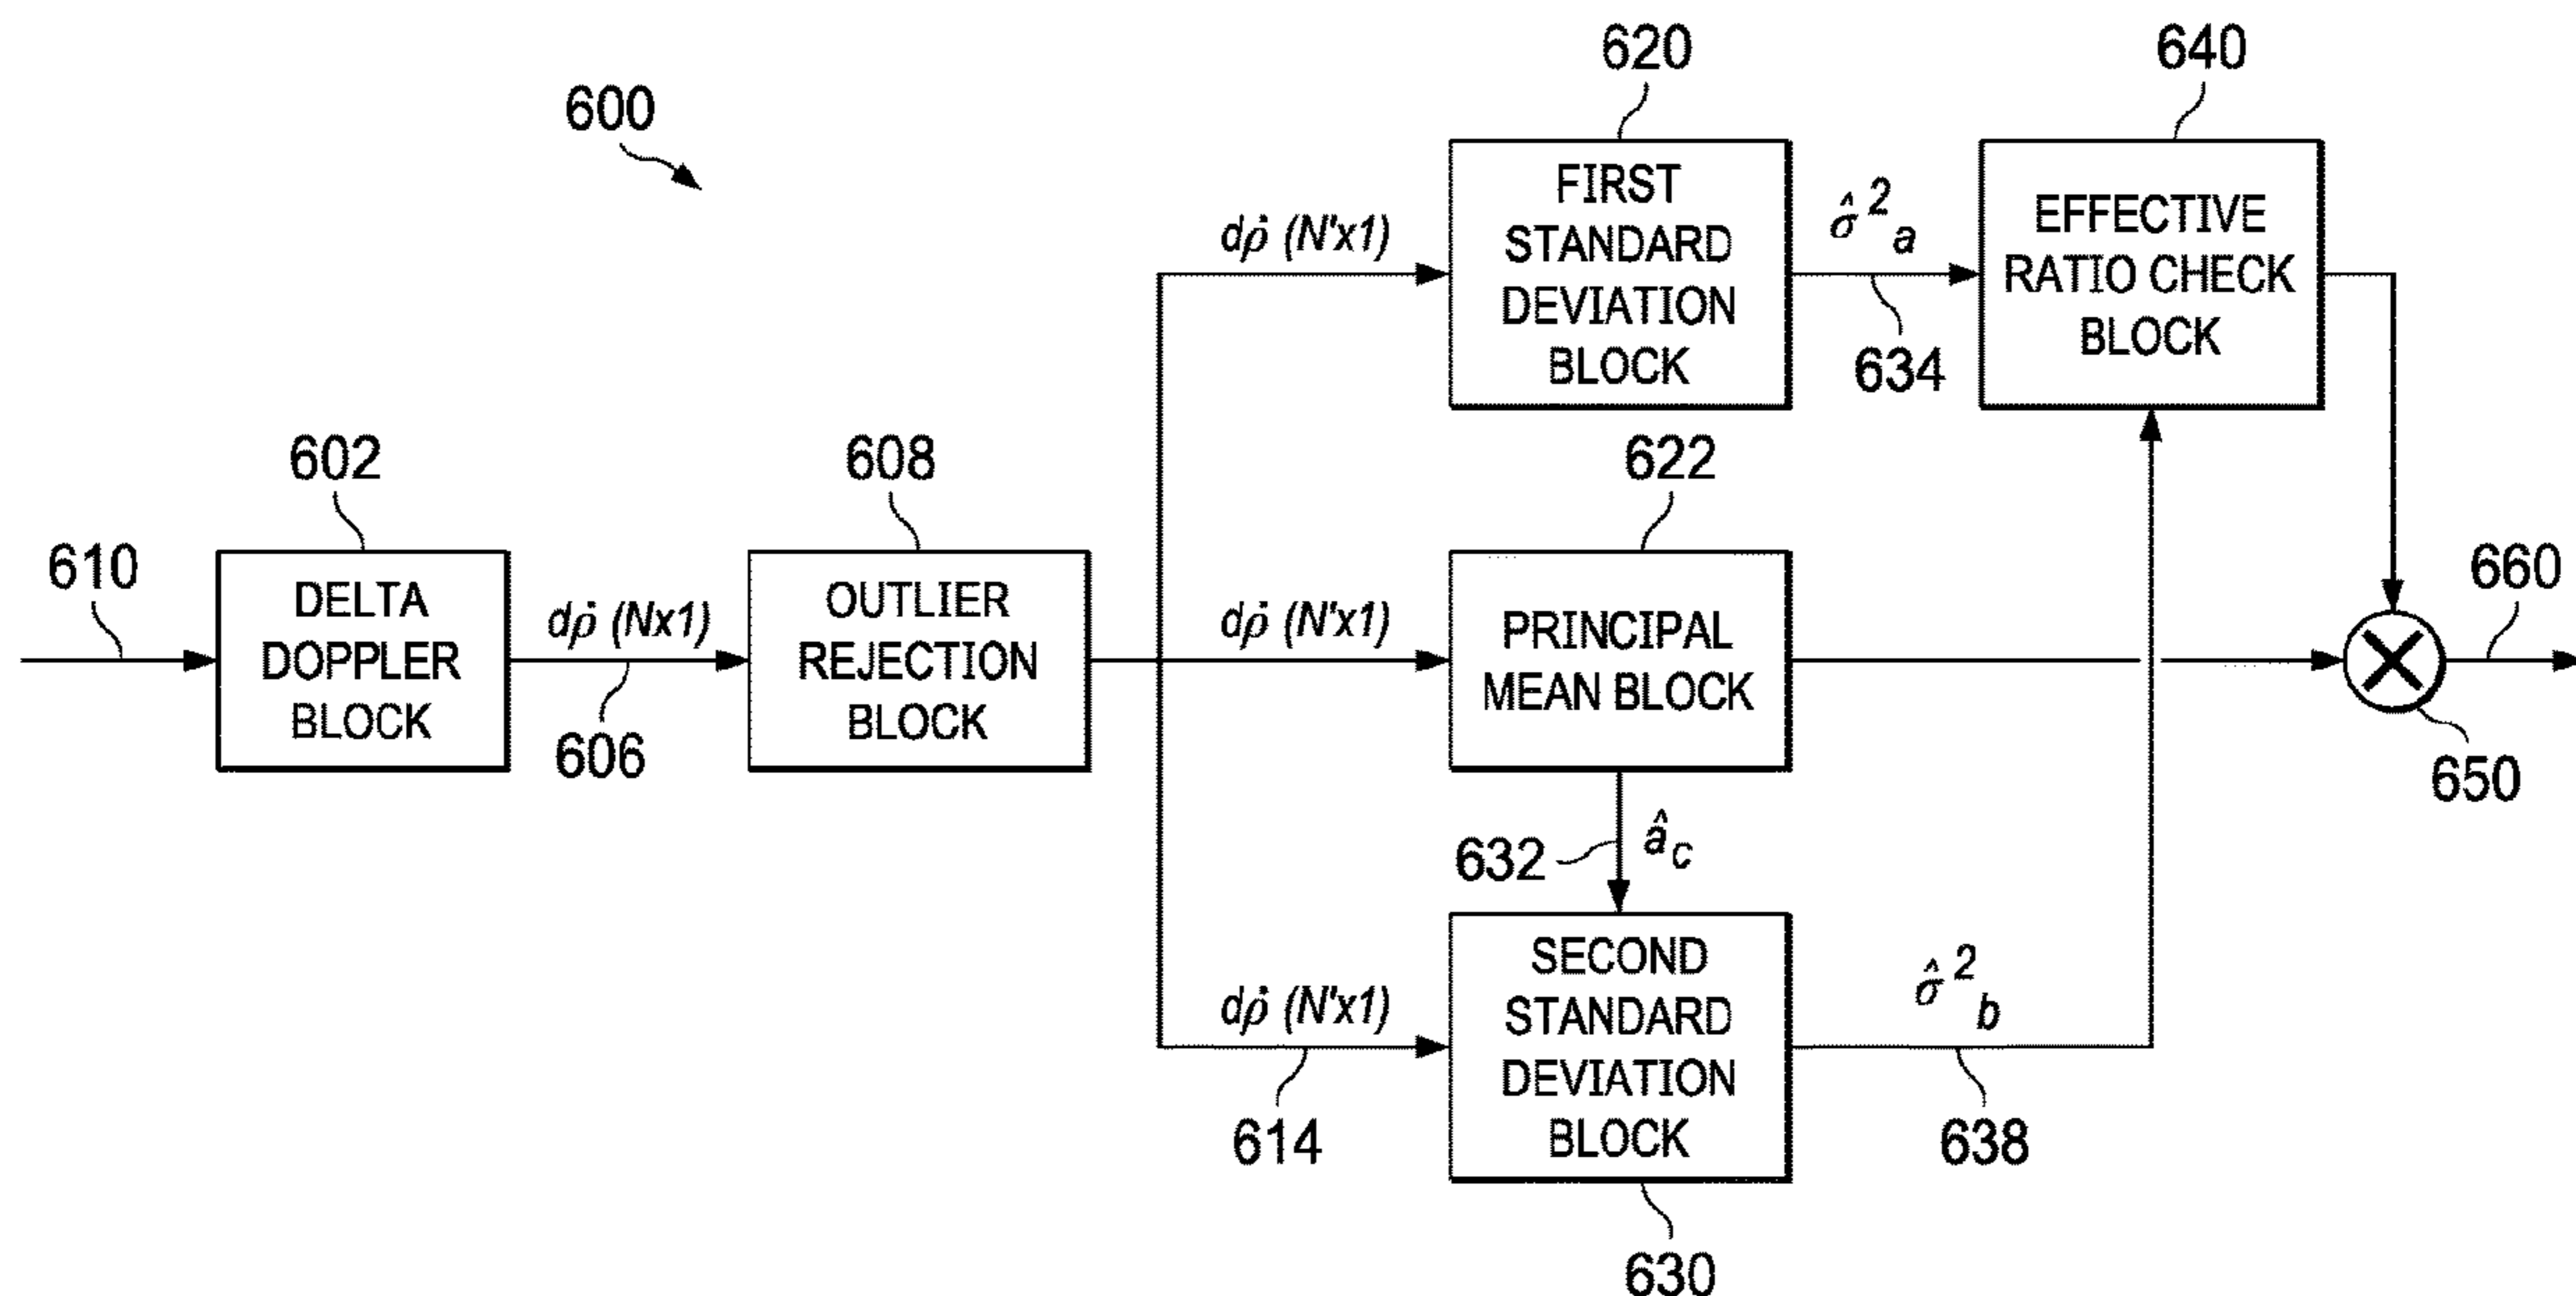 600
610
602
DELTA
DOPPLER
BLOCK
dρ̇ (Nx1)
606
608
OUTLIER
REJECTION
BLOCK
dρ̇ (N'x1)
620
FIRST
STANDARD
DEVIATION
BLOCK
σ̂²a
634
640
EFFECTIVE
RATIO CHECK
BLOCK
dρ̇ (N'x1)
622
PRINCIPAL
MEAN BLOCK
632
âc
dρ̇ (N'x1)
614
SECOND
STANDARD
DEVIATION
BLOCK
630
σ̂²b
638
660
650